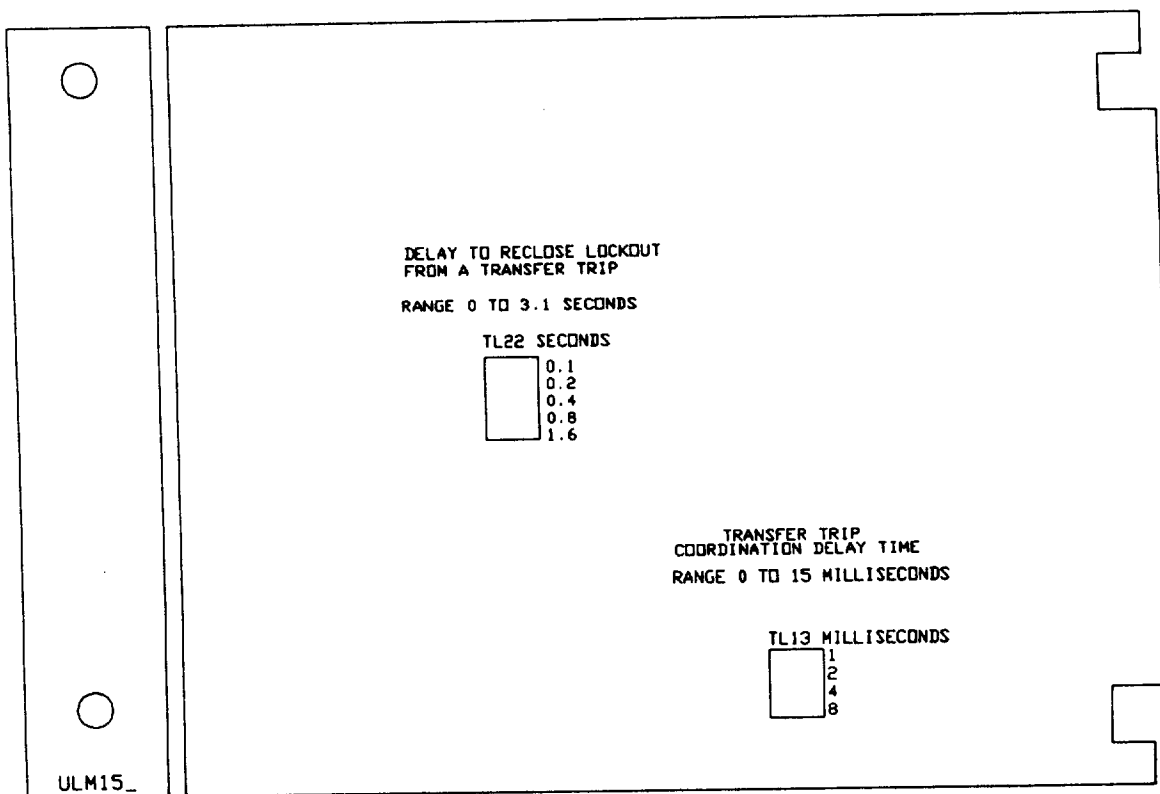 DELAY TO RECLOSE LOCKOUT
FROM A TRANSFER TRIP
RANGE 0 TO 3.1 SECONDS
TL22 SECONDS
0.1
0.2
0.4
0.8
1.6
TRANSFER TRIP
COORDINATION DELAY TIME
RANGE 0 TO 15 MILLISECONDS
TL13 MILLISECONDS
1
2
4
8
ULM15_